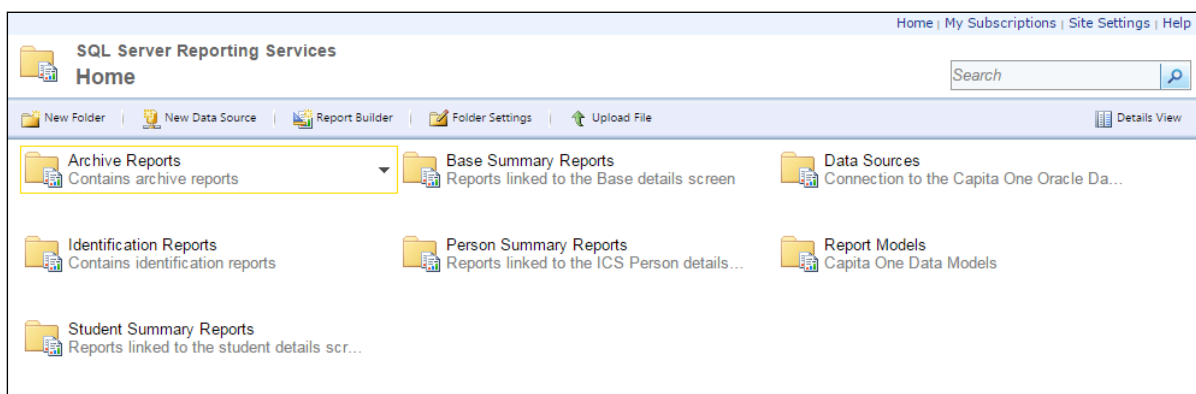 Home | My Subscriptions | Site Settings | Help
SQL Server Reporting Services
Home
Search
New Folder | New Data Source | Report Builder | Folder Settings | Upload File
Details View
Archive Reports
Contains archive reports
Base Summary Reports
Reports linked to the Base details screen
Data Sources
Connection to the Capita One Oracle Da...
Identification Reports
Contains identification reports
Person Summary Reports
Reports linked to the ICS Person details...
Report Models
Capita One Data Models
Student Summary Reports
Reports linked to the student details scr...